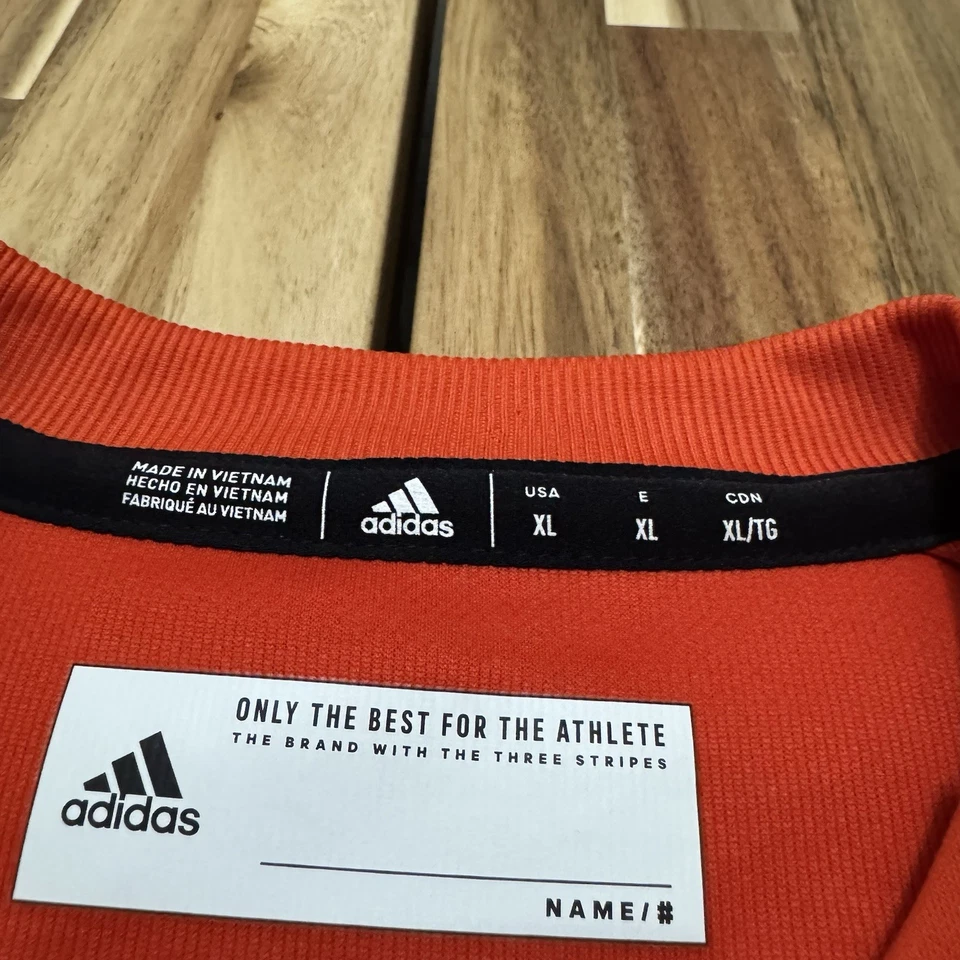 MADE IN VIETNAM
HECHO EN VIETNAM
FABRIQUÉ AU VIETNAM
adidas
USA E CDN
XL XL XL/TG
ONLY THE BEST FOR THE ATHLETE
THE BRAND WITH THE THREE STRIPES
adidas
NAME/#